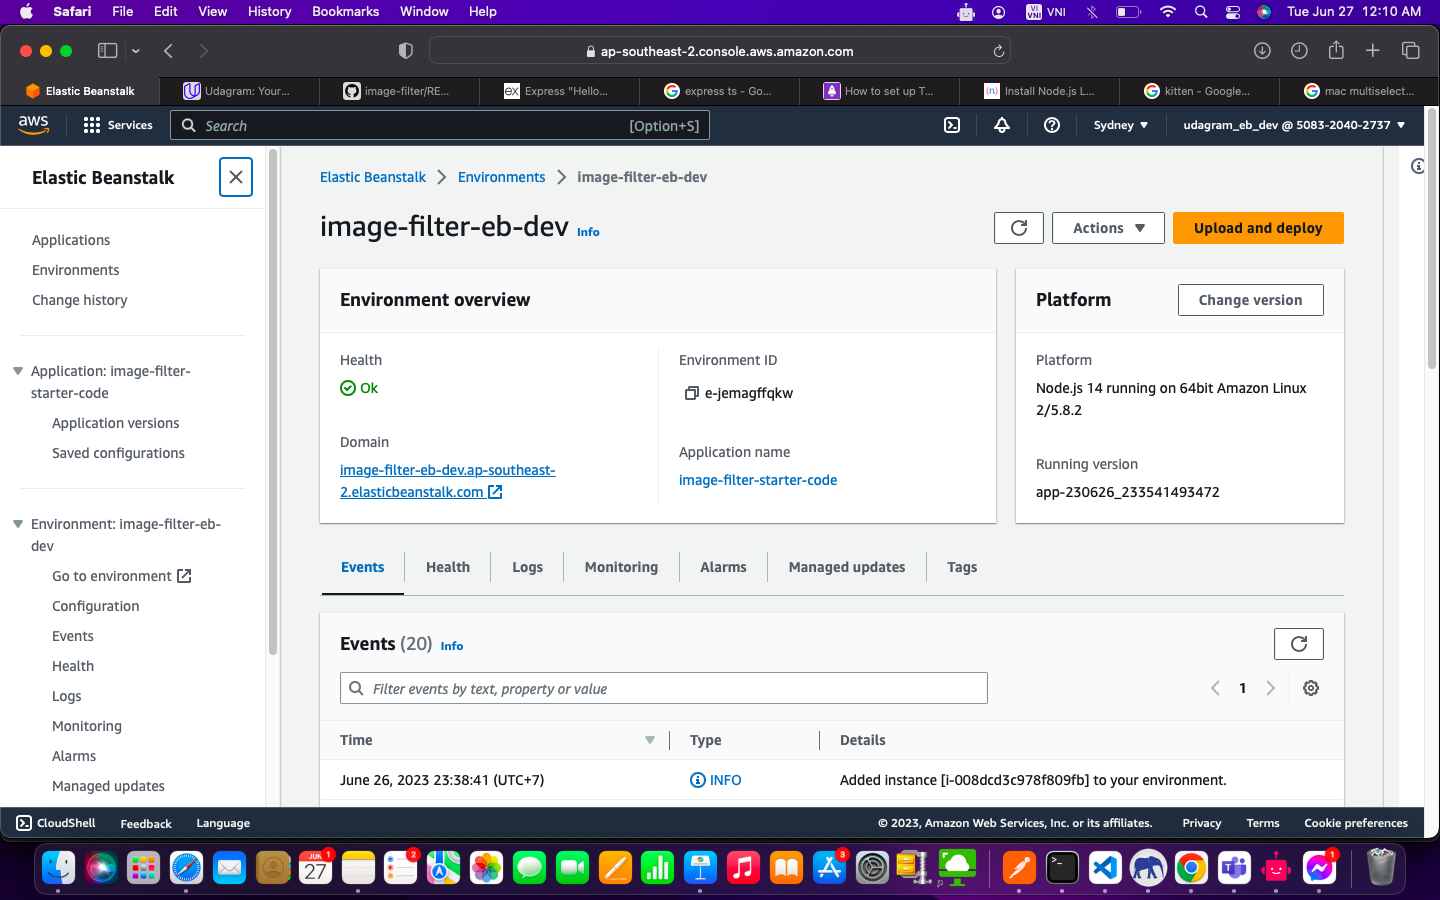 Safari File Edit View History Bookmarks Window Help VI VNI VNI Tue Jun 27 12:10 AM
ap-southeast-2.console.aws.amazon.com
Elastic Beanstalk Udagram: Your... image-filter/RE... Express "Hello... express ts - Go... How to set up T... Install Node.js L... kitten - Google... mac multiselect...
aws Services Search [Option+S] Sydney udagram_eb_dev @ 5083-2040-2737
Elastic Beanstalk
Applications
Environments
Change history
Application: image-filter-
starter-code
Application versions
Saved configurations
Environment: image-filter-eb-
dev
Go to environment
Configuration
Events
Health
Logs
Monitoring
Alarms
Managed updates
Elastic Beanstalk Environments image-filter-eb-dev
image-filter-eb-dev Info
Actions Upload and deploy
Environment overview
Health
Ok
Domain
image-filter-eb-dev.ap-southeast-
2.elasticbeanstalk.com
Environment ID
e-jemagffqkw
Application name
image-filter-starter-code
Platform Change version
Platform
Node.js 14 running on 64bit Amazon Linux
2/5.8.2
Running version
app-230626_233541493472
Events Health Logs Monitoring Alarms Managed updates Tags
Events (20) Info
Filter events by text, property or value 1
Time Type Details
June 26, 2023 23:38:41 (UTC+7) INFO Added instance [i-008dcd3c978f809fb] to your environment.
CloudShell Feedback Language © 2023, Amazon Web Services, Inc. or its affiliates. Privacy Terms Cookie preferences
JUN 27 1 2 3 1